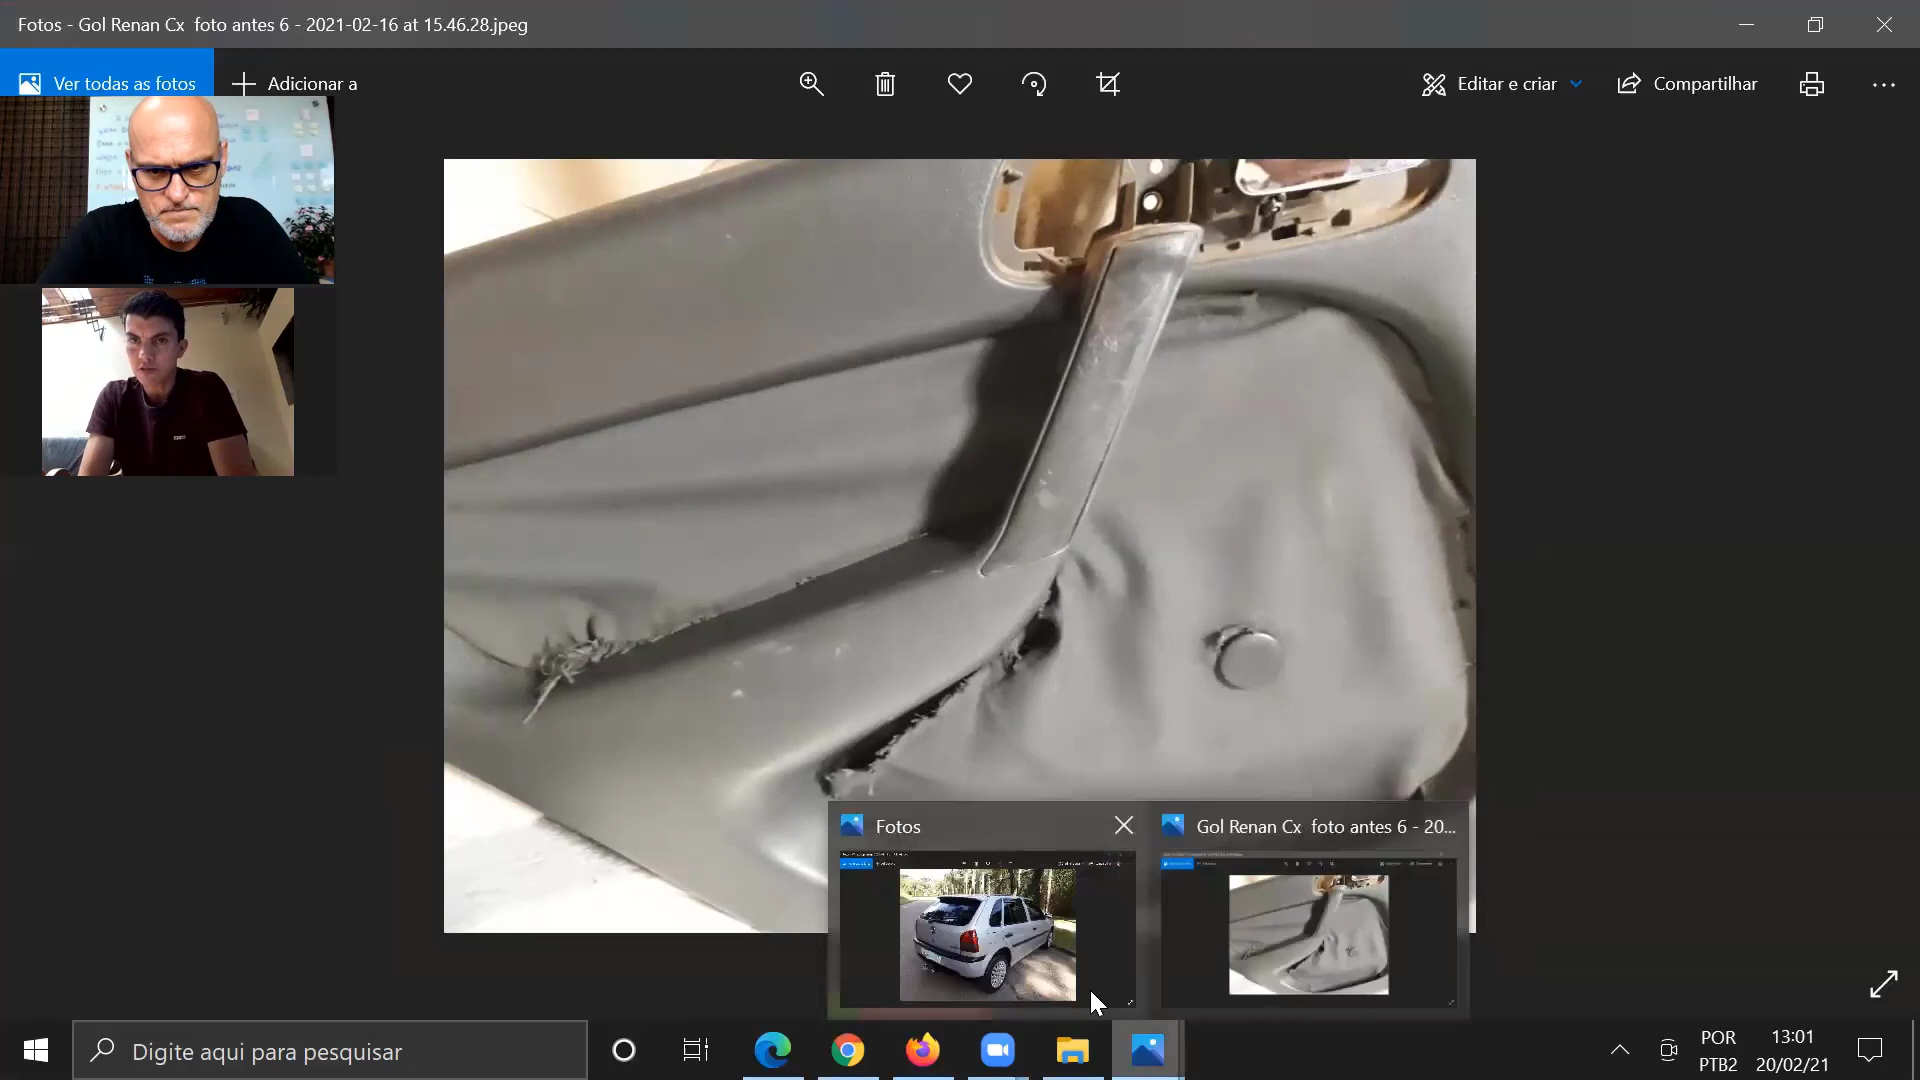 Fotos - Gol Renan Cx  foto antes 6 - 2021-02-16 at 15.46.28.jpeg
Ver todas as fotos
Adicionar a
Editar e criar
Compartilhar
Fotos
Gol Renan Cx  foto antes 6 - 20...
Digite aqui para pesquisar
POR
PTB2
13:01
20/02/21